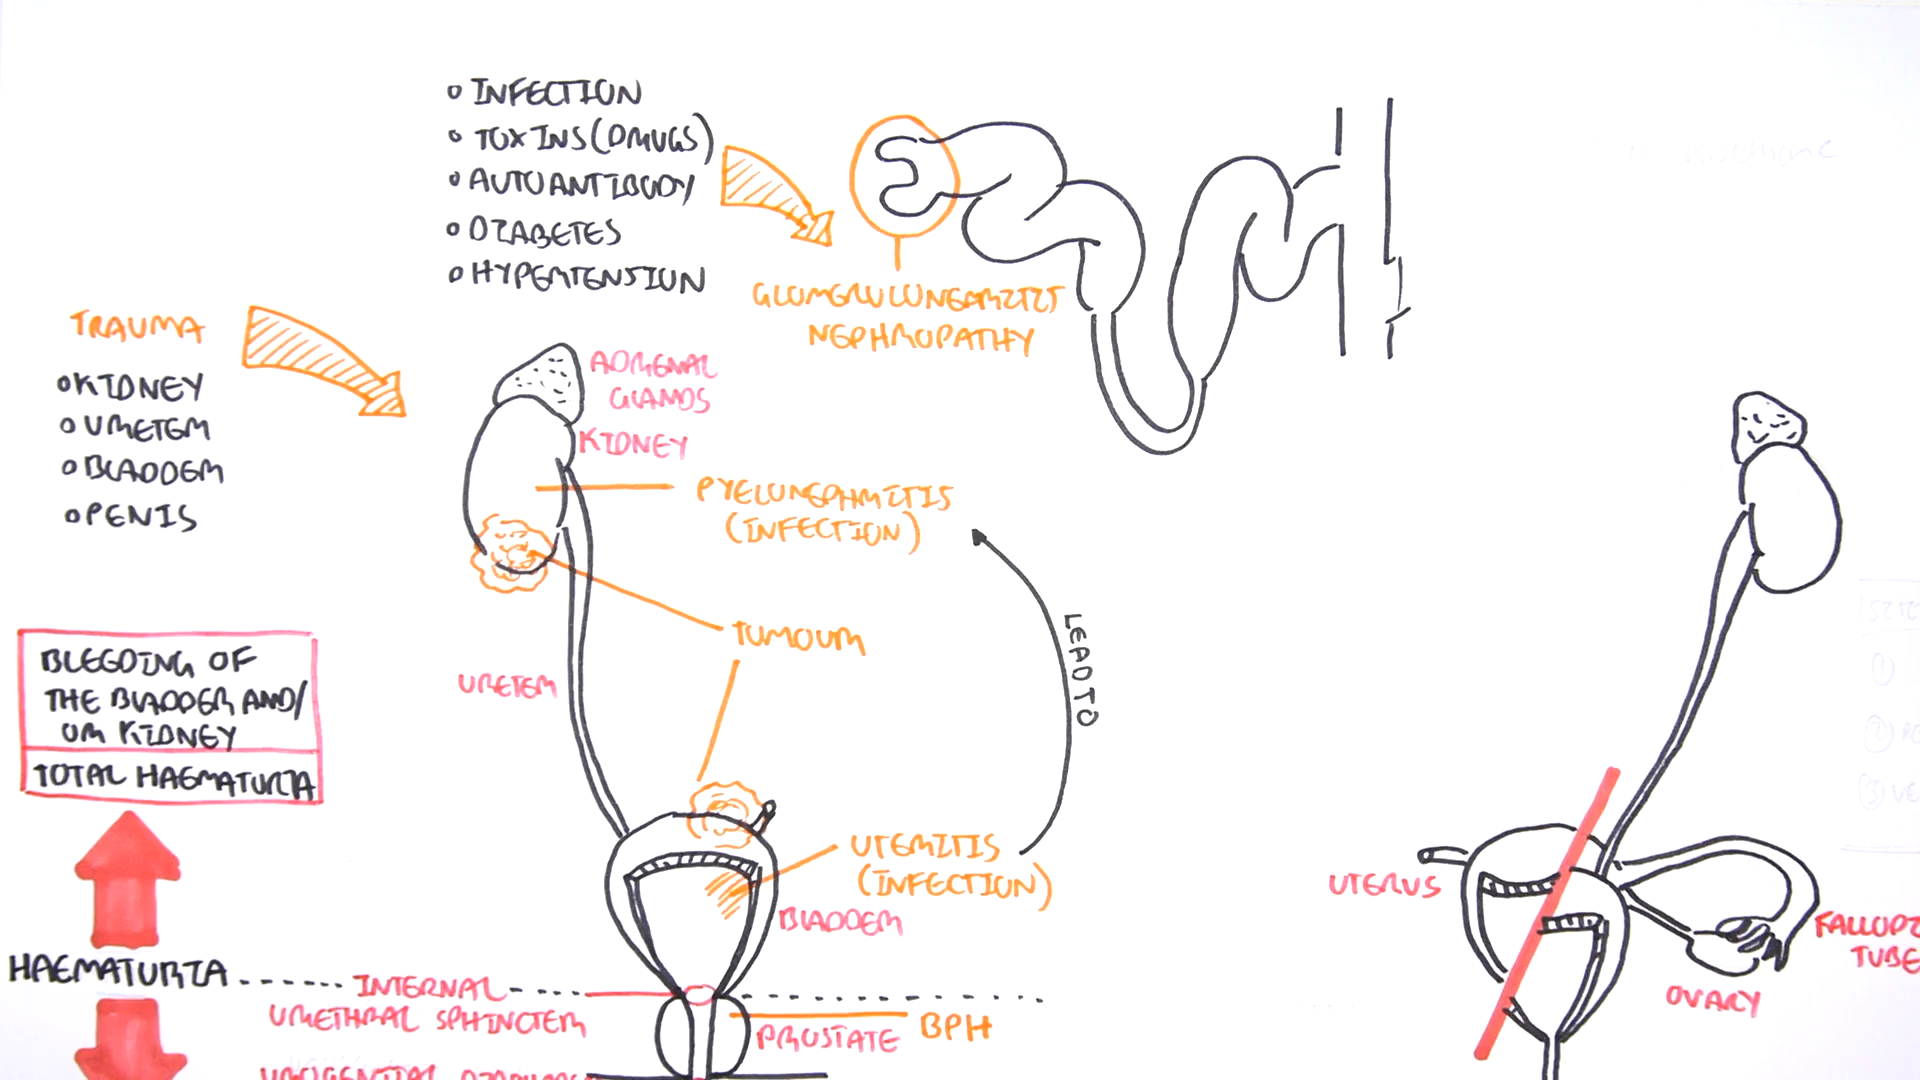 o INFECTION
o TOXINS (DRUGS)
o AUTOANTIBODY
o DIABETES
o HYPERTENSION
GLOMERULONEPHRITIS
NEPHROPATHY
TRAUMA
o KIDNEY
o URETER
o BLADDER
o PENIS
ADRENAL
GLANDS
KIDNEY
PYELONEPHRITIS
(INFECTION)
TUMOUR
LEAD TO
URETER
BLEEDING OF
THE BLADDER AND/
OR KIDNEY
TOTAL HAEMATURIA
UTERITIS
(INFECTION)
BLADDER
HAEMATURIA
INTERNAL
URETHRAL SPHINCTER
PROSTATE
BPH
UTERUS
FALLOPI
TUBE
OVARY